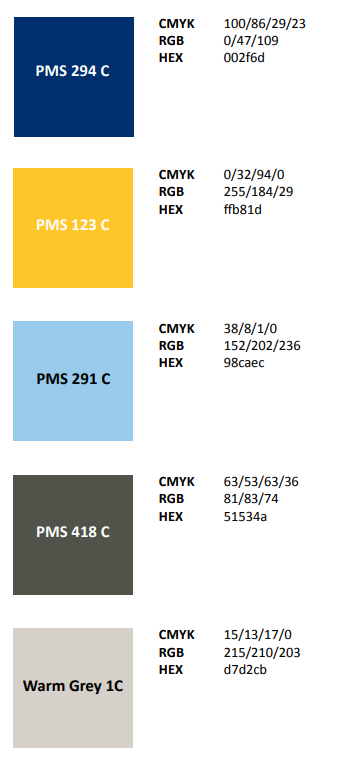 PMS 294 C
CMYK 100/86/29/23
RGB 0/47/109
HEX 002f6d
PMS 123 C
CMYK 0/32/94/0
RGB 255/184/29
HEX ffb81d
PMS 291 C
CMYK 38/8/1/0
RGB 152/202/236
HEX 98caec
PMS 418 C
CMYK 63/53/63/36
RGB 81/83/74
HEX 51534a
Warm Grey 1C
CMYK 15/13/17/0
RGB 215/210/203
HEX d7d2cb